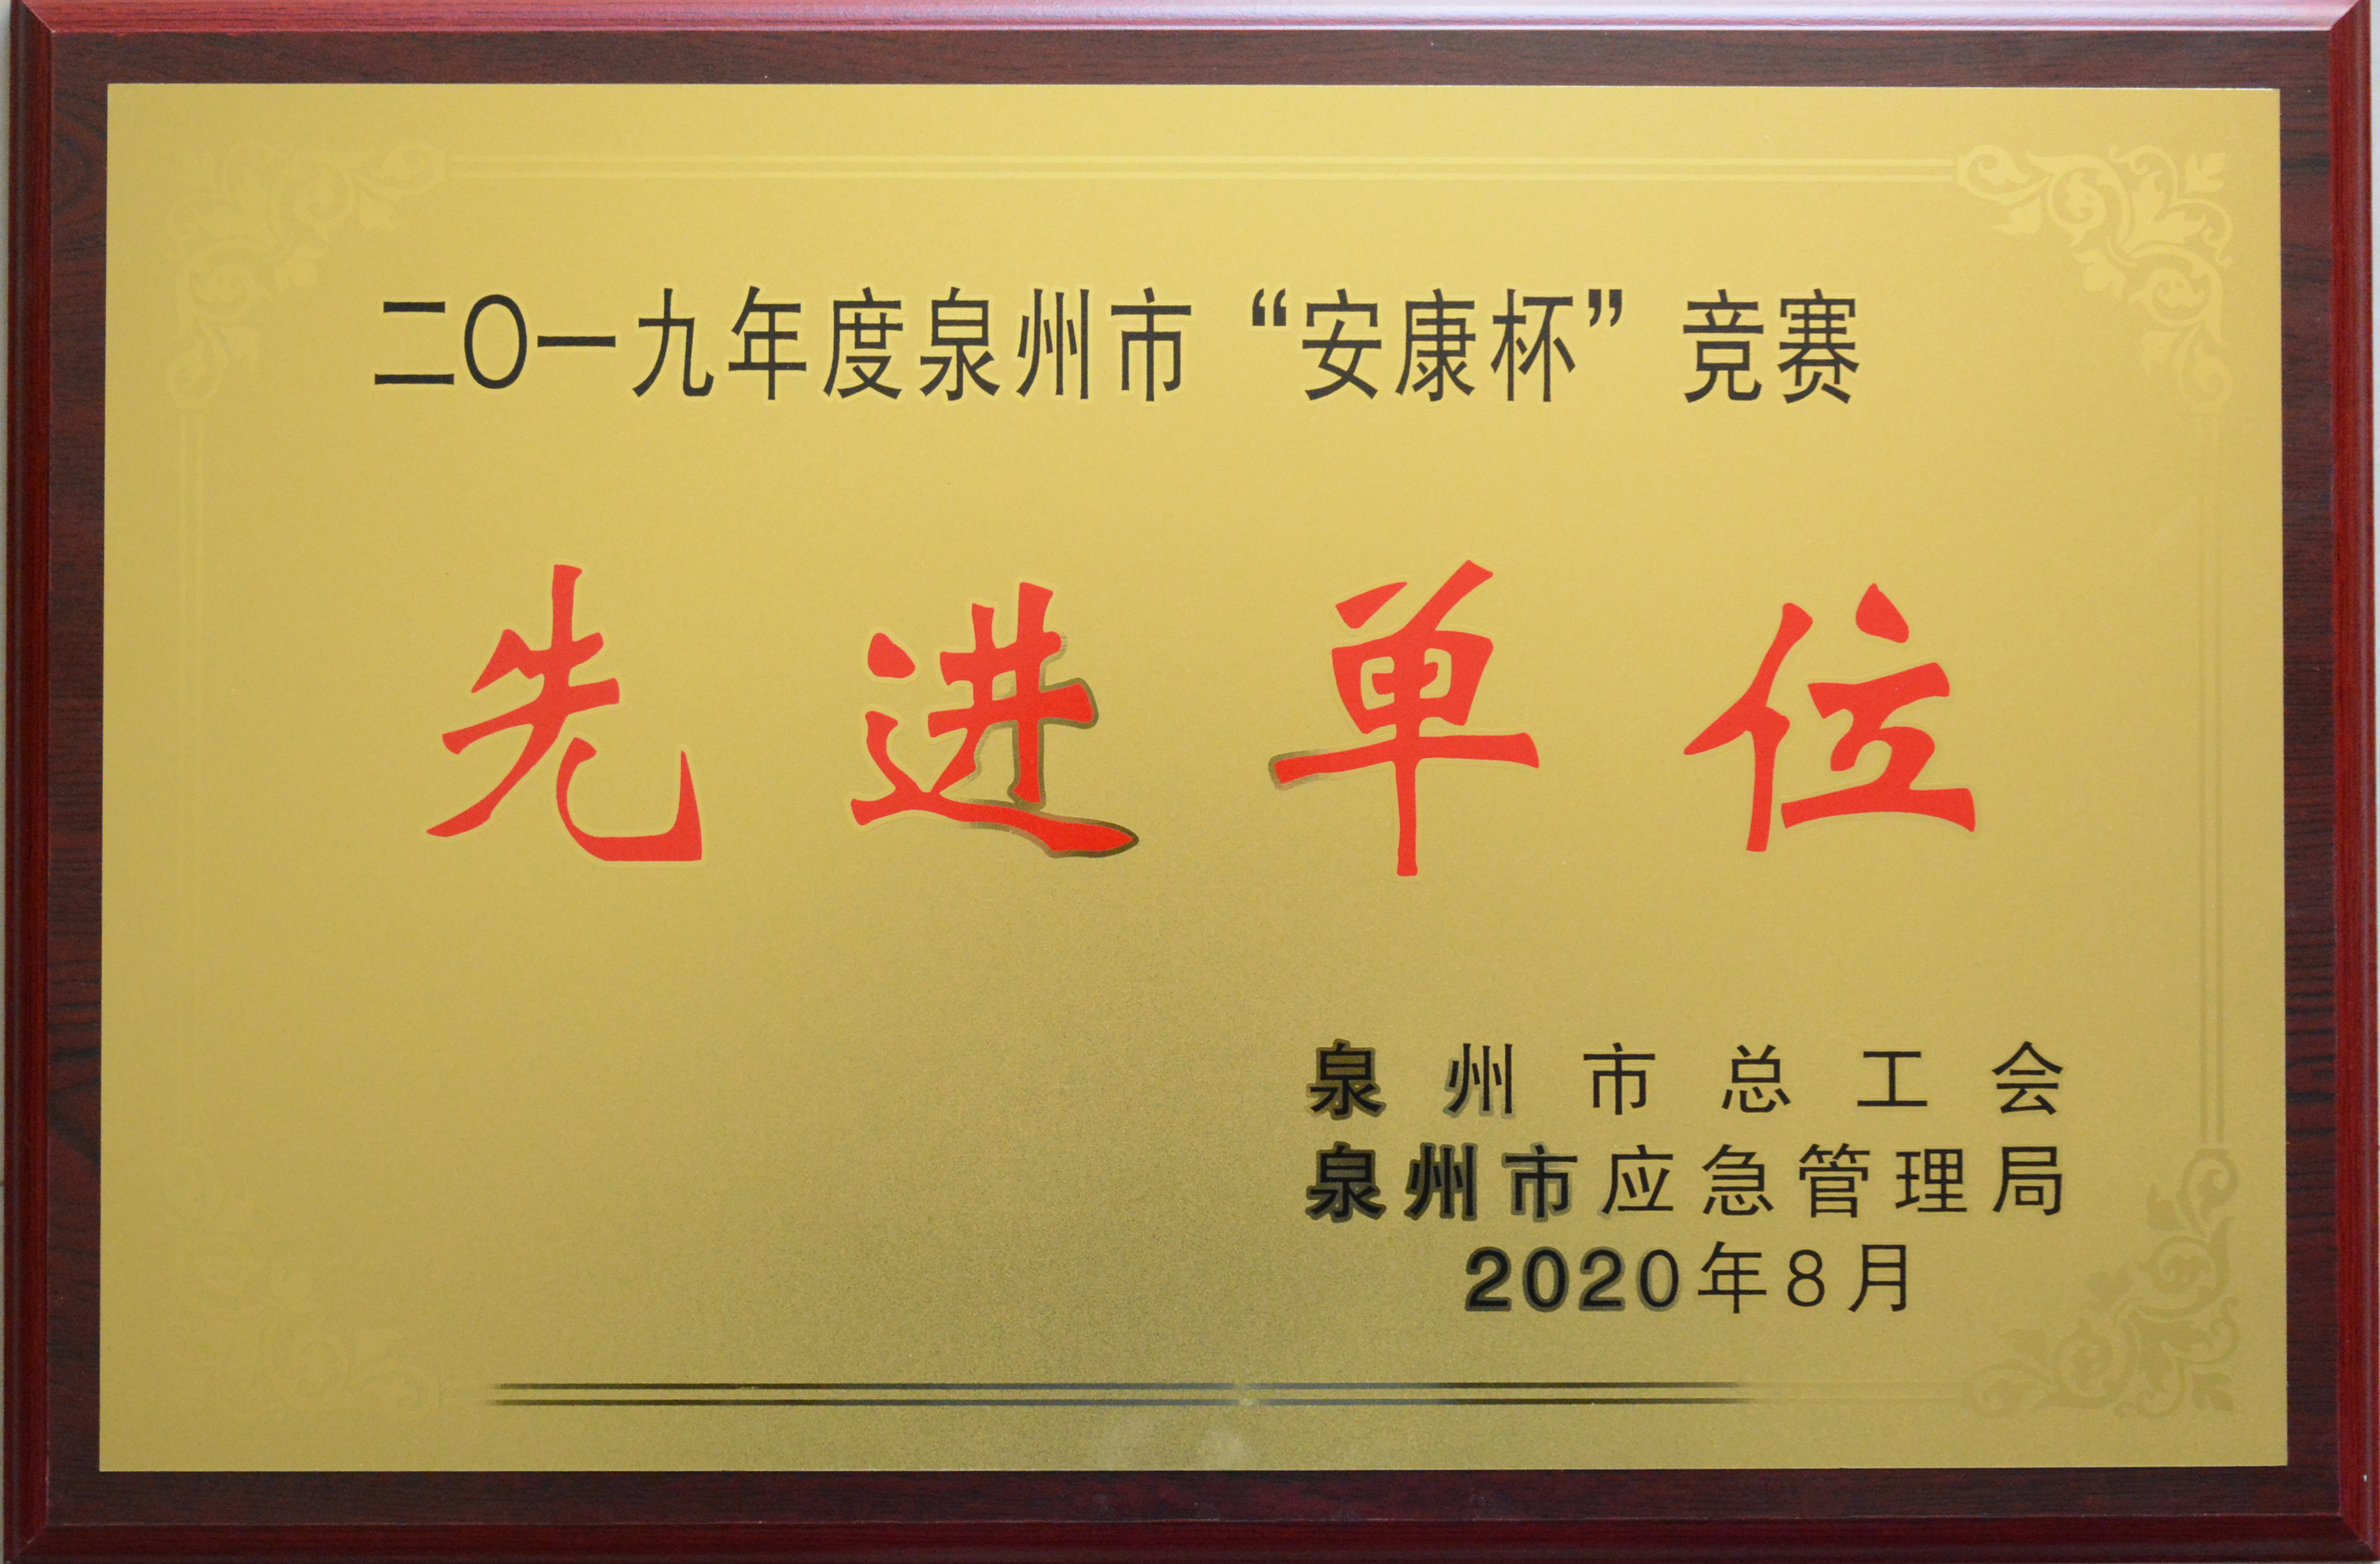 二〇一九年度泉州市“安康杯”竞赛
先进单位
泉州市总工会
泉州市应急管理局
2020年8月